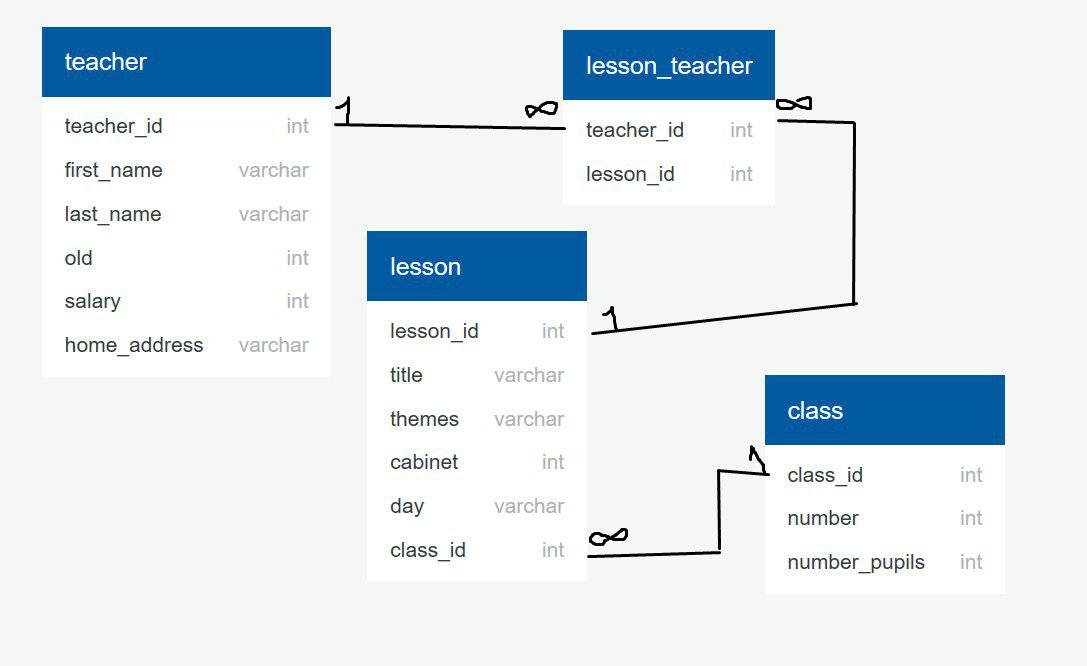 teacher
teacher_id int
first_name varchar
last_name varchar
old int
salary int
home_address varchar
1
∞
lesson_teacher
teacher_id int
lesson_id int
∞
lesson
lesson_id int
title varchar
themes varchar
cabinet int
day varchar
class_id int
1
∞
class
class_id int
number int
number_pupils int
1